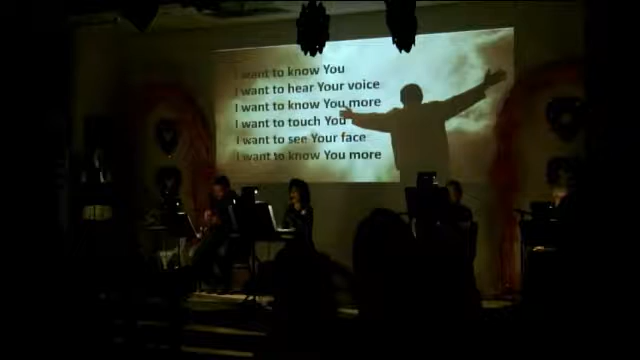 I want to know You
I want to hear Your voice
I want to know You more
I want to touch You
I want to see Your face
I want to know You more